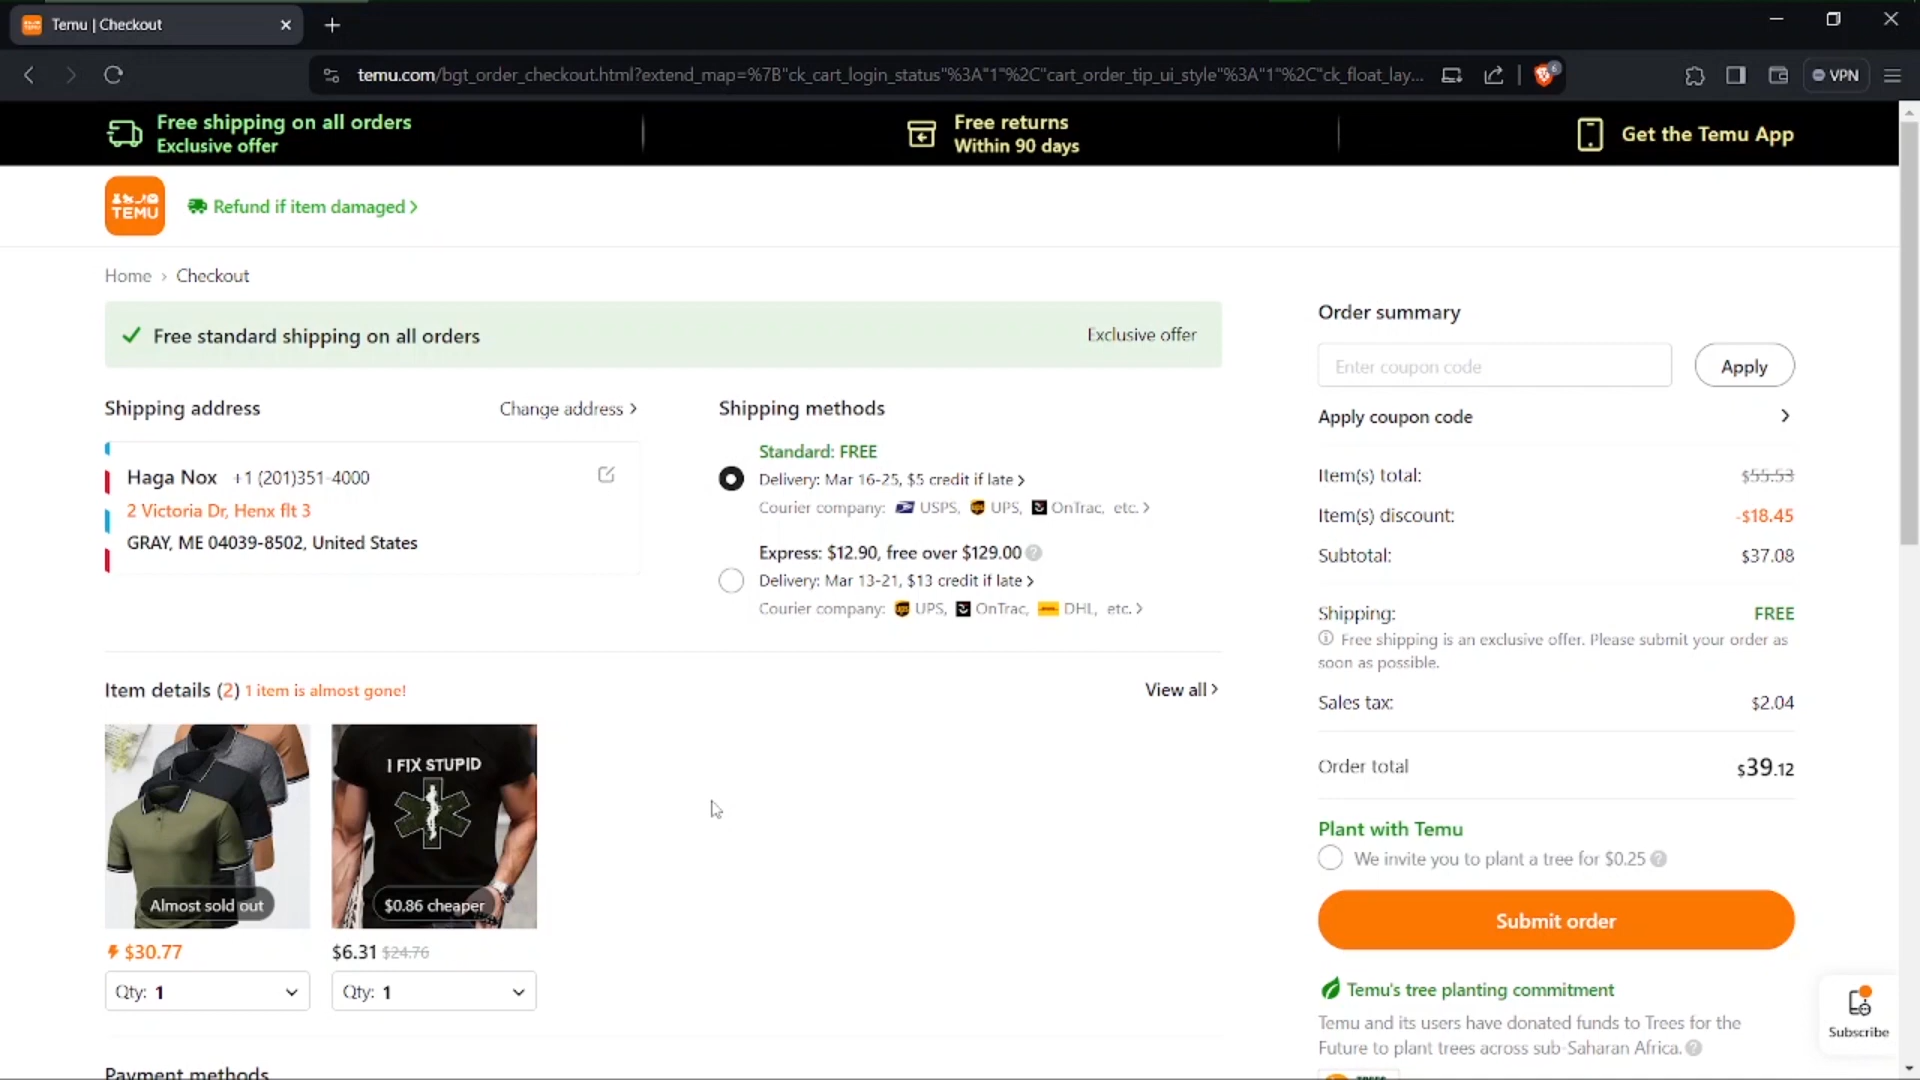 Temu | Checkout
temu.com/bgt_order_checkout.html?extend_map=%7B"ck_cart_login_status"%3A"1"%2C"cart_order_tip_ui_style"%3A"1"%2C"ck_float_lay...
6
VPN
Free shipping on all orders
Exclusive offer
Free returns
Within 90 days
Get the Temu App
TEMU
Refund if item damaged >
Home > Checkout
Free standard shipping on all orders
Exclusive offer
Shipping address
Change address >
Haga Nox +1 (201)351-4000
2 Victoria Dr, Henx flt 3
GRAY, ME 04039-8502, United States
Shipping methods
Standard: FREE
Delivery: Mar 16-25, $5 credit if late >
Courier company: USPS, UPS, OnTrac, etc. >
Express: $12.90, free over $129.00
Delivery: Mar 13-21, $13 credit if late >
Courier company: UPS, OnTrac, DHL, etc. >
Item details (2) 1 item is almost gone!
View all >
I FIX STUPID
Almost sold out
$0.86 cheaper
$30.77
$6.31 $24.76
Qty: 1
Qty: 1
Payment methods
Order summary
Enter coupon code
Apply
Apply coupon code
Item(s) total: $55.53
Item(s) discount: -$18.45
Subtotal: $37.08
Shipping: FREE
Free shipping is an exclusive offer. Please submit your order as
soon as possible.
Sales tax: $2.04
Order total $39.12
Plant with Temu
We invite you to plant a tree for $0.25
Submit order
Temu's tree planting commitment
Temu and its users have donated funds to Trees for the
Future to plant trees across sub-Saharan Africa.
TREES
Subscribe